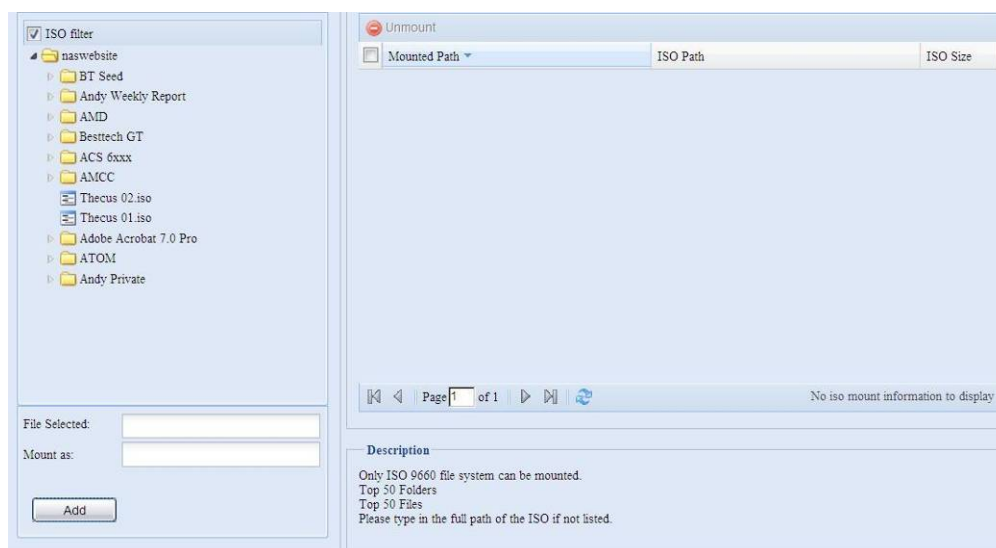 ISO filter
naswebsite
BT Seed
Andy Weekly Report
AMD
Besttech GT
ACS 6xxx
AMCC
Thecus 02.iso
Thecus 01.iso
Adobe Acrobat 7.0 Pro
ATOM
Andy Private
File Selected:
Mount as:
Add
Unmount
Mounted Path ISO Path ISO Size
Page 1 of 1 No iso mount information to display
Description
Only ISO 9660 file system can be mounted.
Top 50 Folders
Top 50 Files
Please type in the full path of the ISO if not listed.